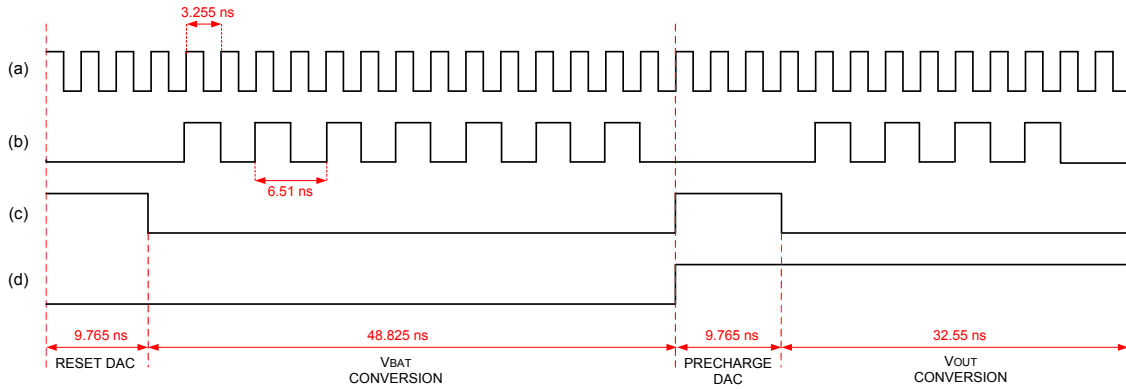 3.255 ns
(a)
(b)
6.51 ns
(c)
(d)
9.765 ns
48.825 ns
9.765 ns
32.55 ns
RESET DAC
VBAT
CONVERSION
PRECHARGE
DAC
VOUT
CONVERSION